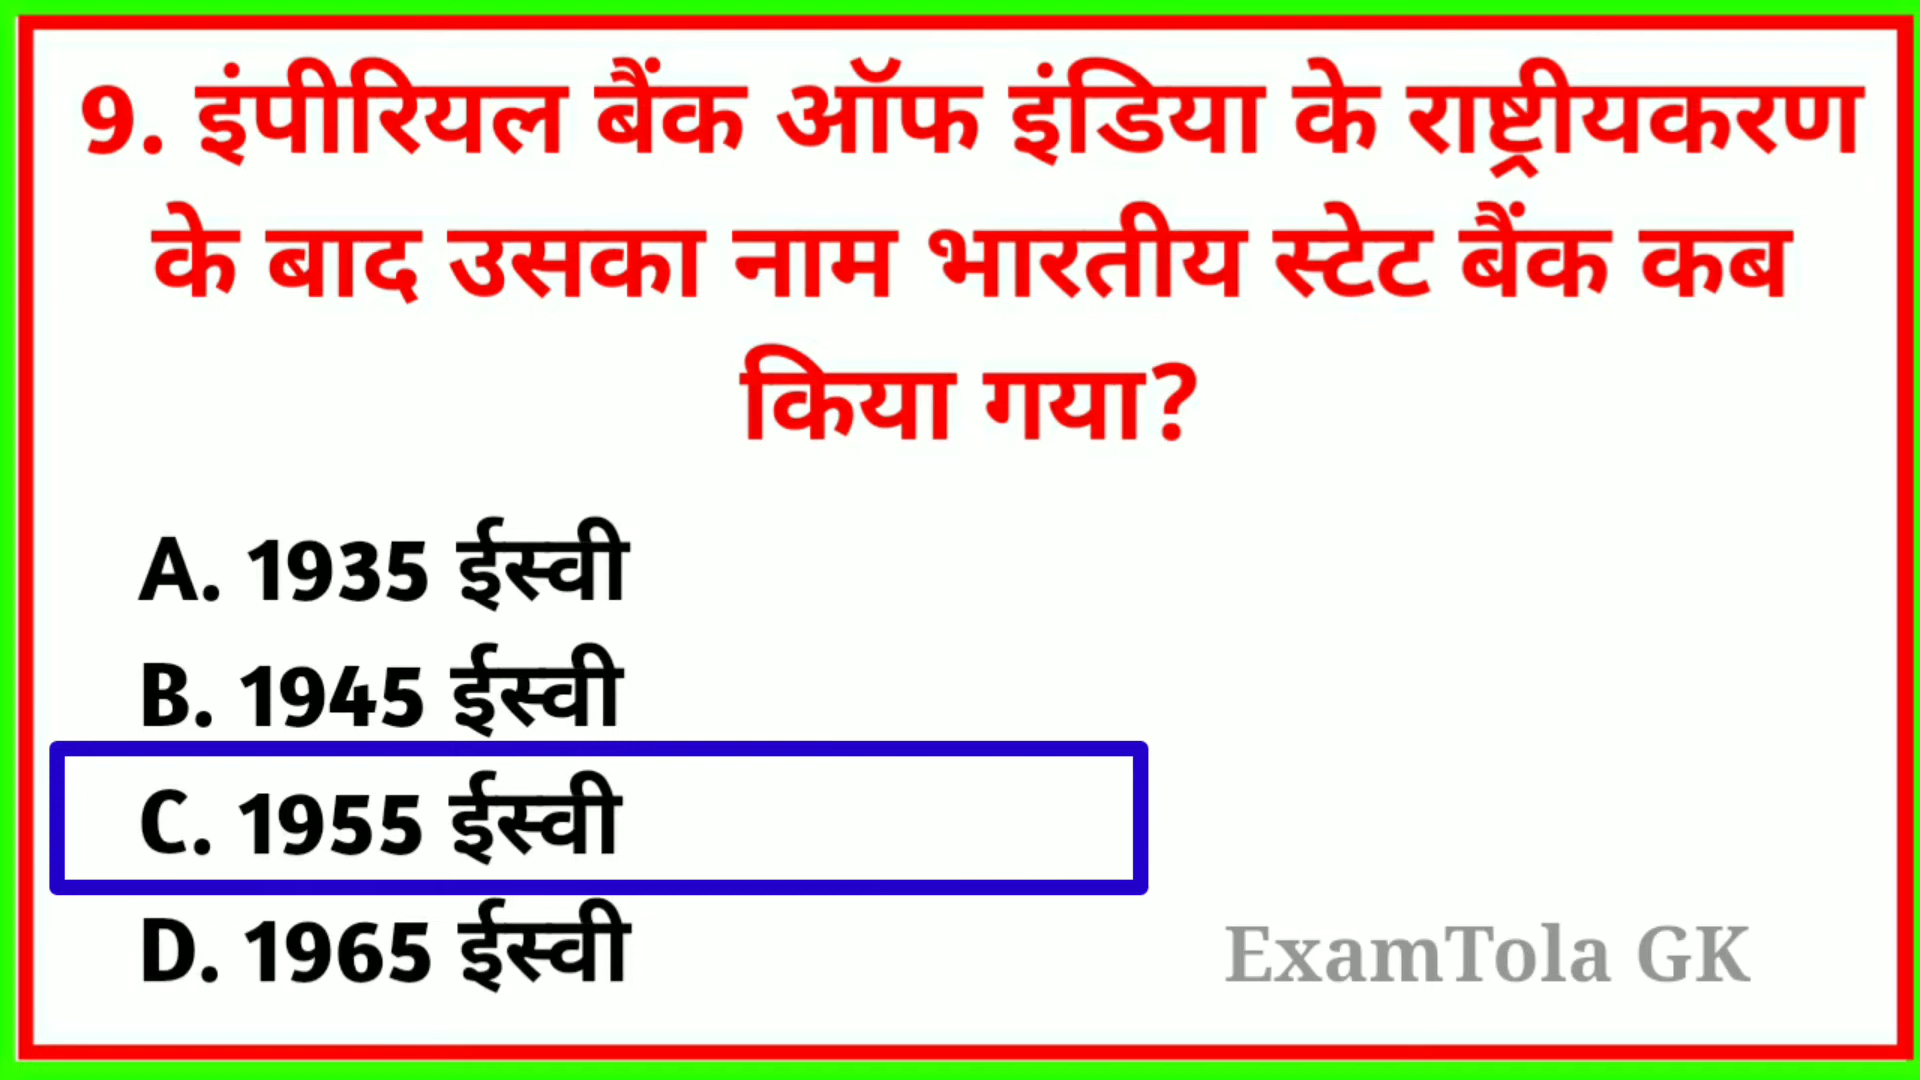 9. इंपीरियल बैंक ऑफ इंडिया के राष्ट्रीयकरण
के बाद उसका नाम भारतीय स्टेट बैंक कब
किया गया?
A. 1935 ईस्वी
B. 1945 ईस्वी
C. 1955 ईस्वी
D. 1965 ईस्वी
ExamTola GK